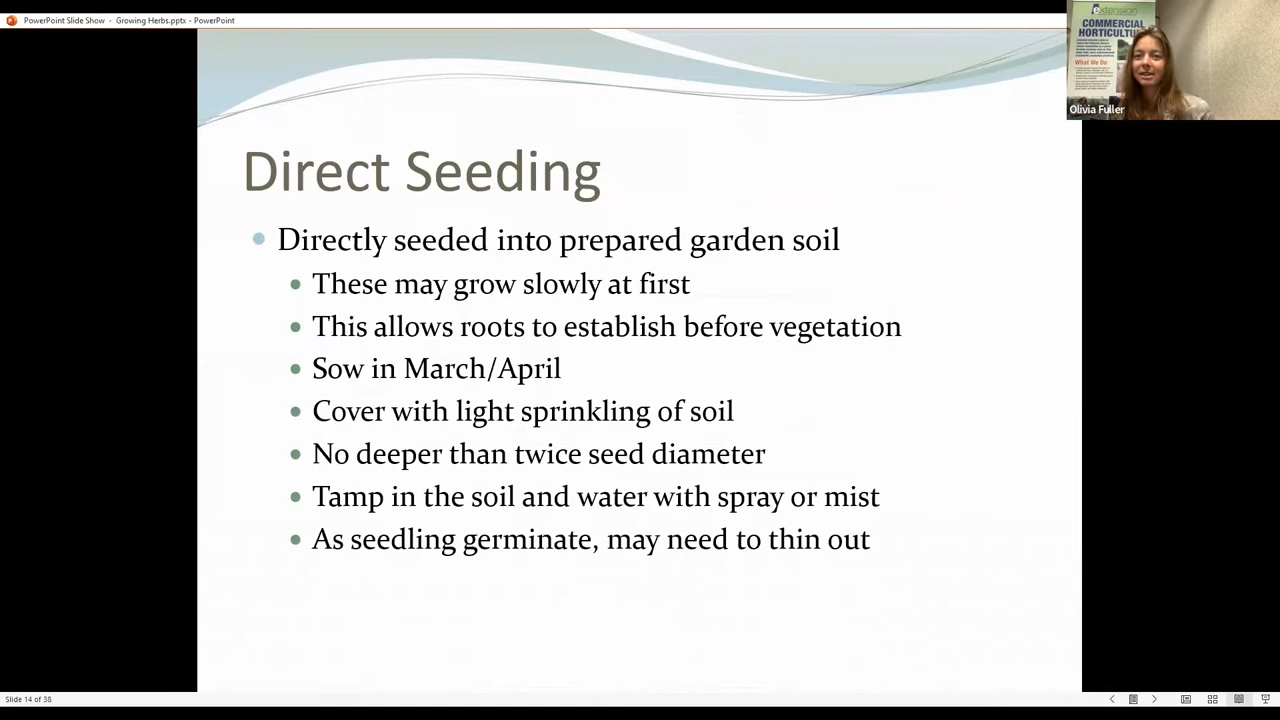 PowerPoint Slide Show - Growing Herbs.pptx - PowerPoint
extension
COMMERCIAL
HORTICULTURE
What We Do
Olivia Fuller
Direct Seeding
Directly seeded into prepared garden soil
These may grow slowly at first
This allows roots to establish before vegetation
Sow in March/April
Cover with light sprinkling of soil
No deeper than twice seed diameter
Tamp in the soil and water with spray or mist
As seedling germinate, may need to thin out
Slide 14 of 38